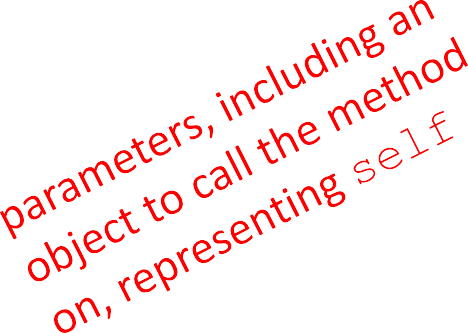 parameters, including an
object to call the method
on, representing self